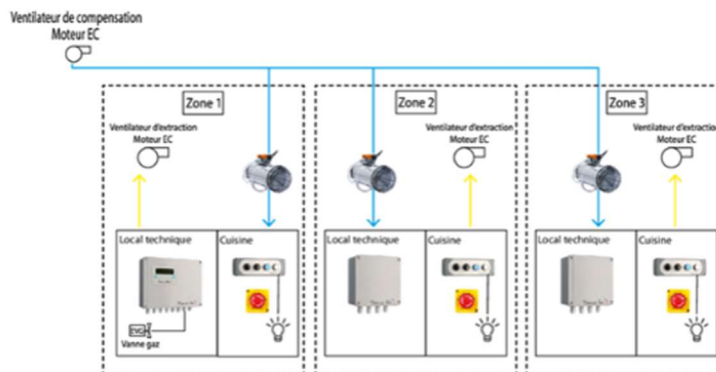 Ventilateur de compensation
Moteur EC
Zone 1
Zone 2
Zone 3
Ventilateur d'extraction
Moteur EC
Ventilateur d'extraction
Moteur EC
Ventilateur d'extraction
Moteur EC
Local technique
Cuisine
Local technique
Cuisine
Local technique
Cuisine
EVG
Vanne gaz